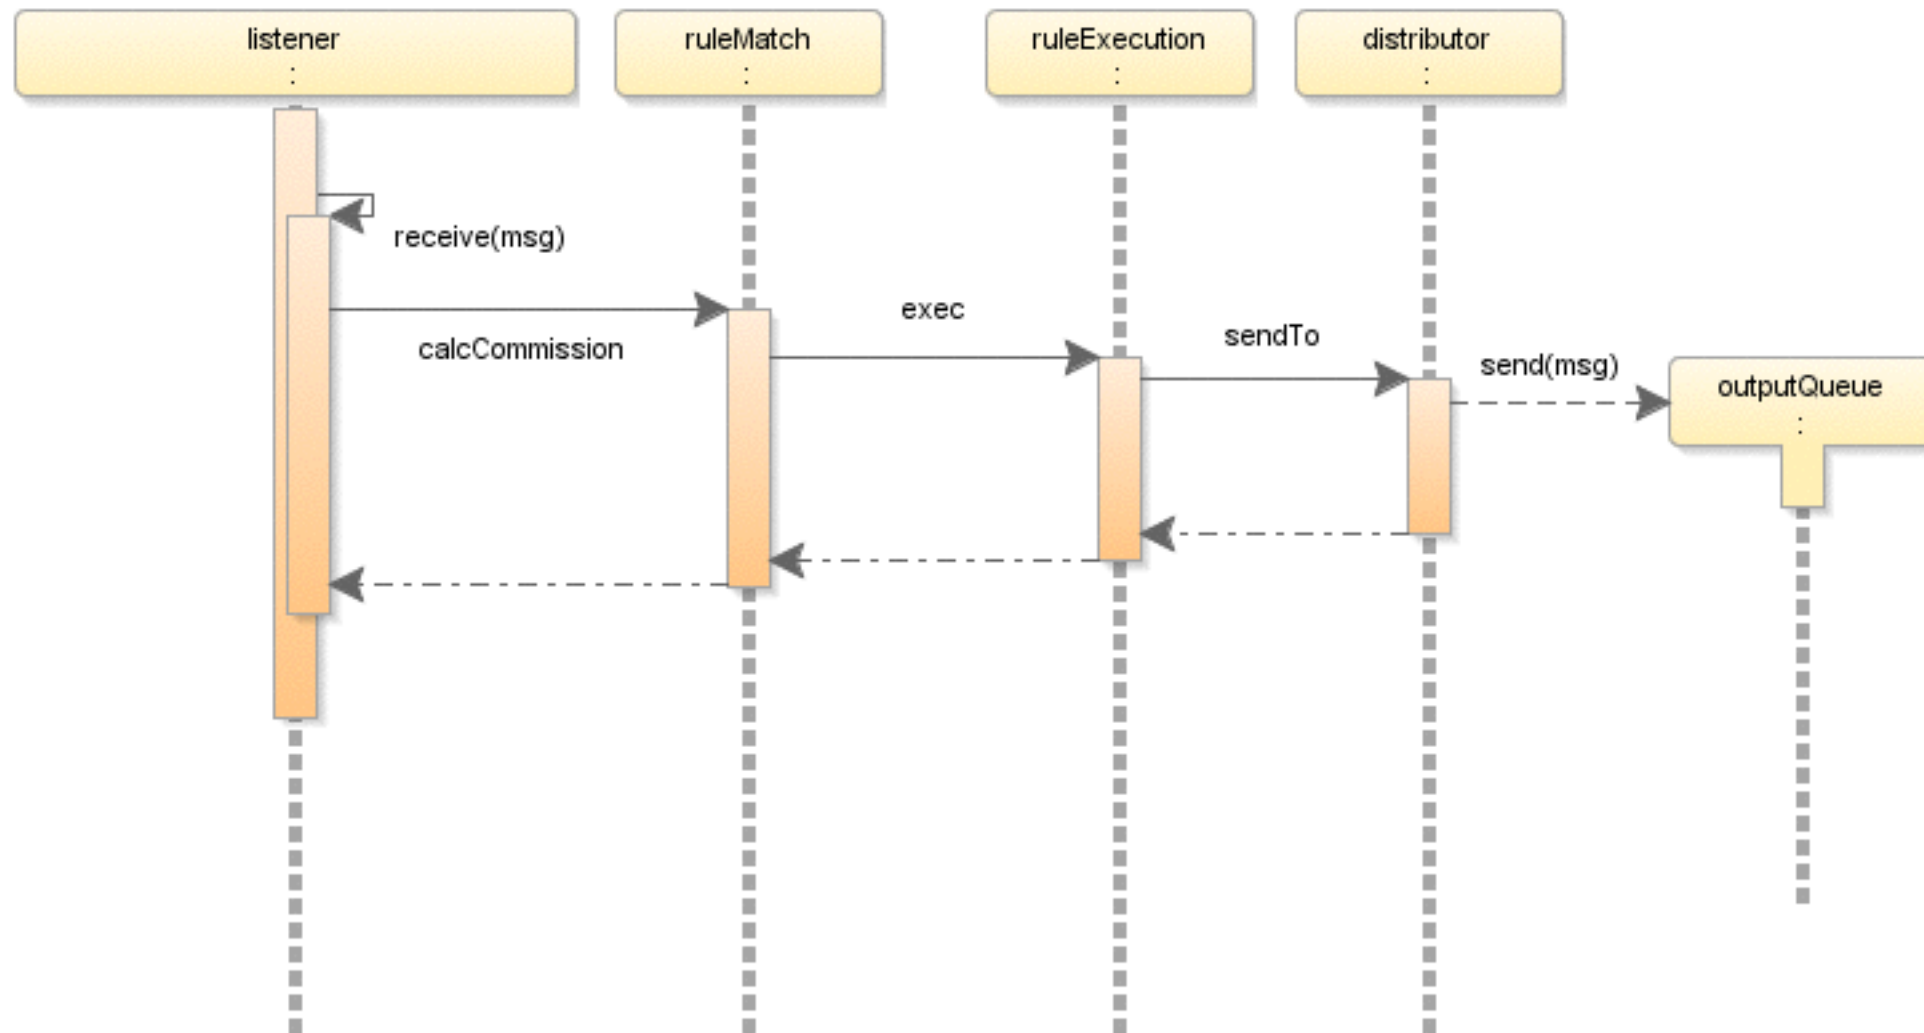 listener
:
ruleMatch
:
ruleExecution
:
distributor
:
receive(msg)
calcCommission
exec
sendTo
send(msg)
outputQueue
: